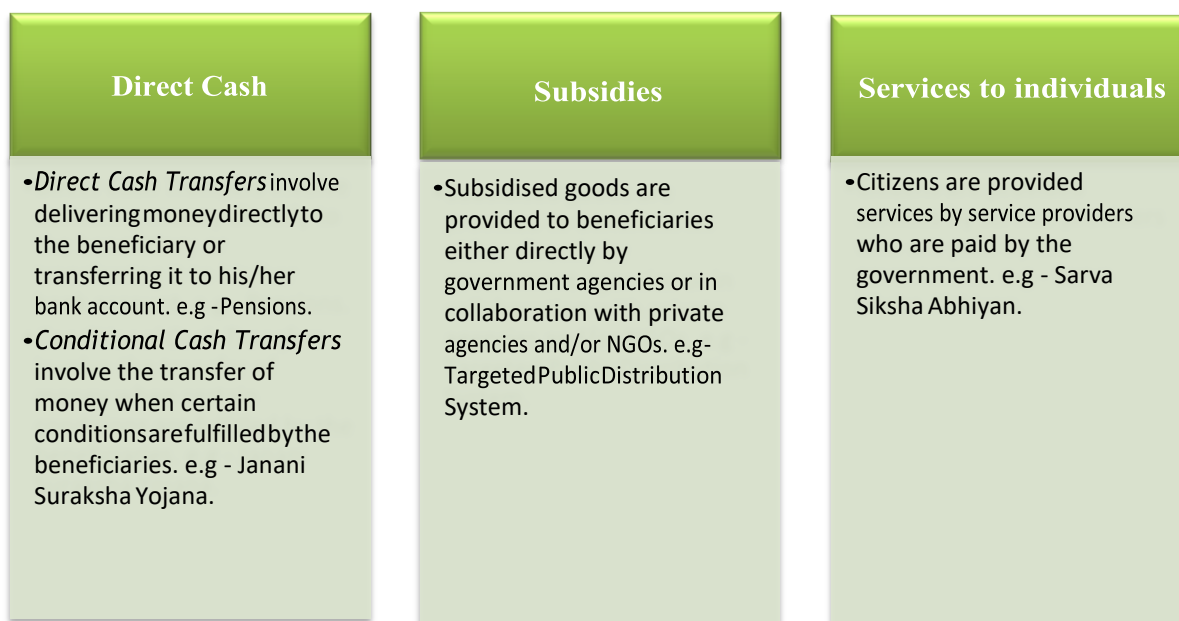 Direct Cash
•Direct Cash Transfers involve
delivering money directly to
the beneficiary or
transferring it to his/her
bank account. e.g -Pensions.
•Conditional Cash Transfers
involve the transfer of
money when certain
conditions are fulfilled by the
beneficiaries. e.g - Janani
Suraksha Yojana.
Subsidies
•Subsidised goods are
provided to beneficiaries
either directly by
government agencies or in
collaboration with private
agencies and/or NGOs. e.g-
Targeted Public Distribution
System.
Services to individuals
•Citizens are provided
services by service providers
who are paid by the
government. e.g - Sarva
Siksha Abhiyan.